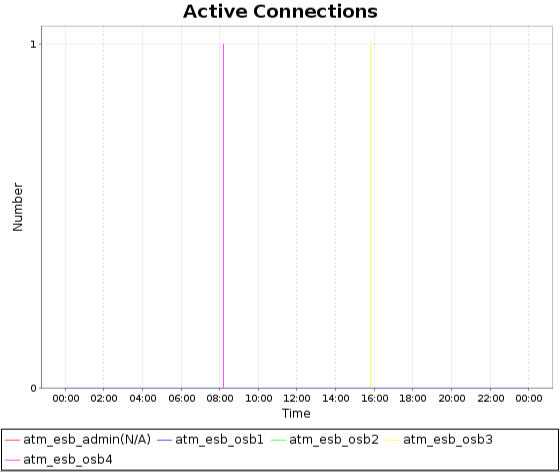 Active Connections
1
Number
0
00:00 02:00 04:00 06:00 08:00 10:00 12:00 14:00 16:00 18:00 20:00 22:00 00:00
Time
atm_esb_admin(N/A) atm_esb_osb1 atm_esb_osb2 atm_esb_osb3
atm_esb_osb4